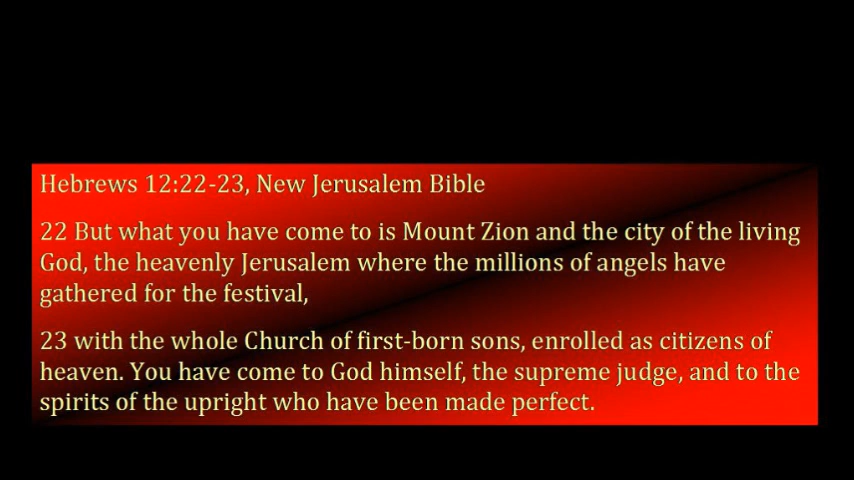 Hebrews 12:22-23, New Jerusalem Bible
22 But what you have come to is Mount Zion and the city of the living
God, the heavenly Jerusalem where the millions of angels have
gathered for the festival,
23 with the whole Church of first-born sons, enrolled as citizens of
heaven. You have come to God himself, the supreme judge, and to the
spirits of the upright who have been made perfect.